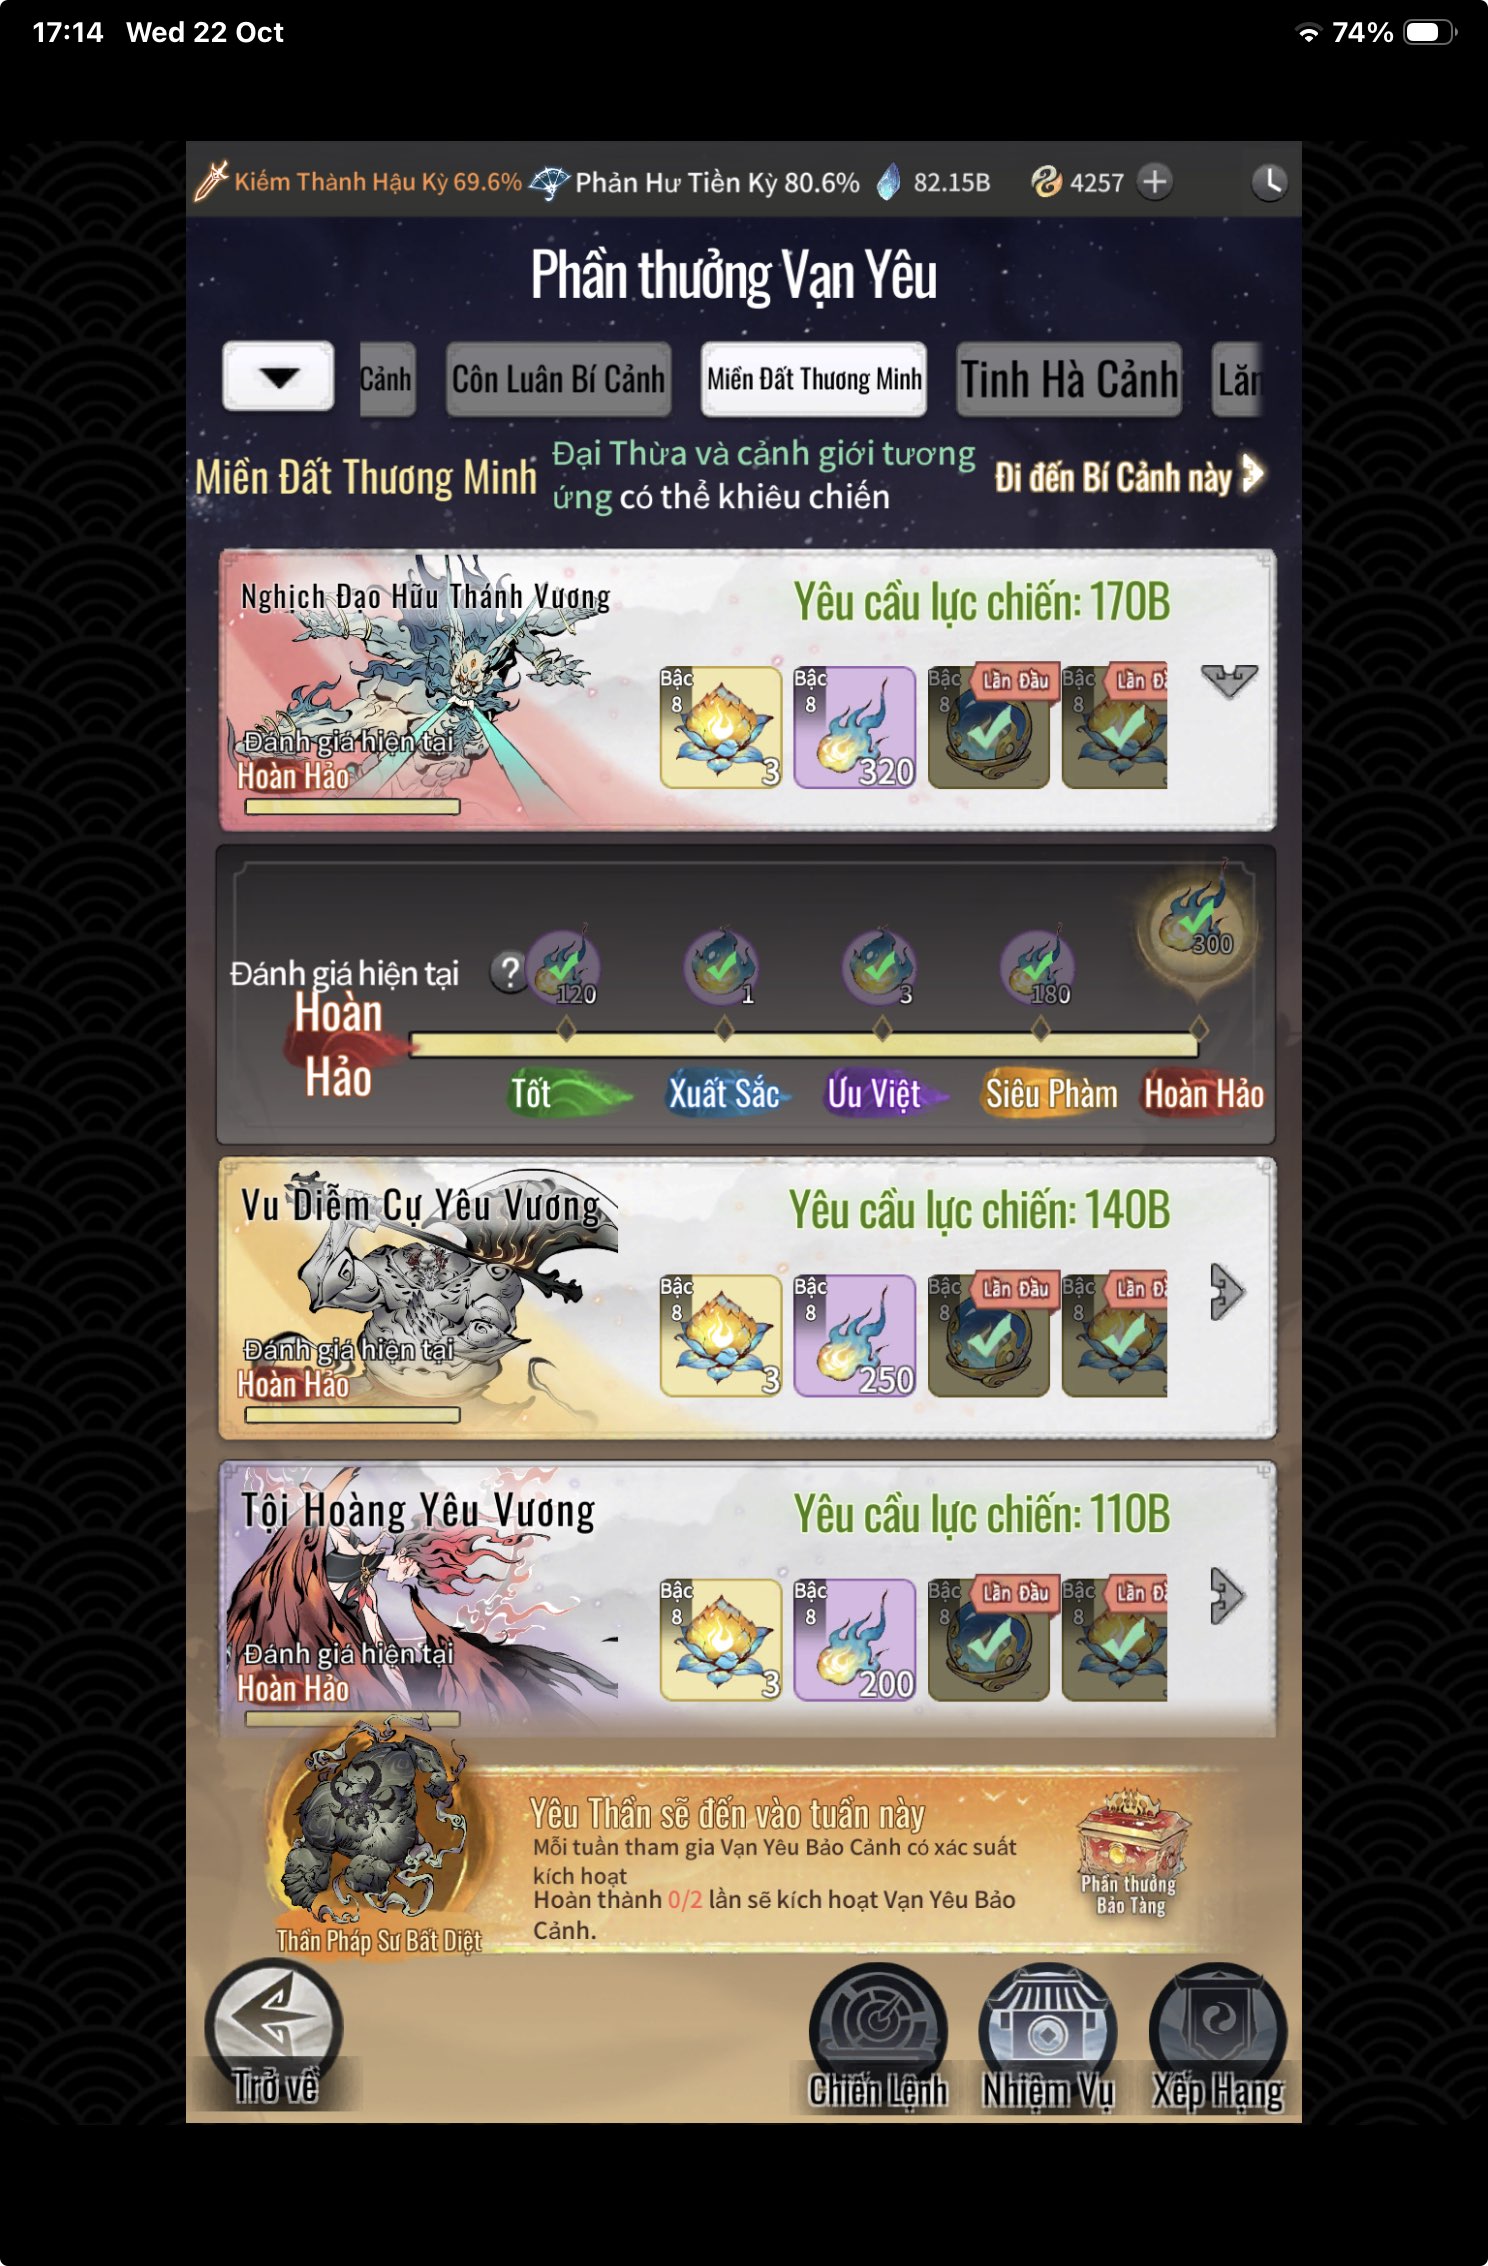 17:14 Wed 22 Oct 74%
Kiếm Thành Hậu Kỳ 69.6% Phản Hư Tiền Kỳ 80.6% 82.15B 4257
Phần thưởng Vạn Yêu
Cảnh Côn Luân Bí Cảnh Miền Đất Thương Minh Tinh Hà Cảnh Lăn
Miền Đất Thương Minh Đại Thừa và cảnh giới tương
ứng có thể khiêu chiến Đi đến Bí Cảnh này
Nghịch Đạo Hữu Thánh Vương Yêu cầu lực chiến: 170B
Bậc 8 3 Bậc 8 320 Bậc 8 Lần Đầu Bậc 8 Lần Đ
Đánh giá hiện tại
Hoàn Hảo
Đánh giá hiện tại ? 120 1 3 180 300
Hoàn
Hảo
Tốt Xuất Sắc Ưu Việt Siêu Phàm Hoàn Hảo
Vu Diễm Cự Yêu Vương Yêu cầu lực chiến: 140B
Bậc 8 3 Bậc 8 250 Bậc 8 Lần Đầu Bậc 8 Lần Đ
Đánh giá hiện tại
Hoàn Hảo
Tội Hoàng Yêu Vương Yêu cầu lực chiến: 110B
Bậc 8 3 Bậc 8 200 Bậc 8 Lần Đầu Bậc 8 Lần Đ
Đánh giá hiện tại
Hoàn Hảo
Yêu Thần sẽ đến vào tuần này
Mỗi tuần tham gia Vạn Yêu Bảo Cảnh có xác suất
kích hoạt
Hoàn thành 0/2 lần sẽ kích hoạt Vạn Yêu Bảo
Cảnh.
Phần thưởng
Bảo Tàng
Thần Pháp Sư Bất Diệt
Trở về Chiến Lệnh Nhiệm Vụ Xếp Hạng